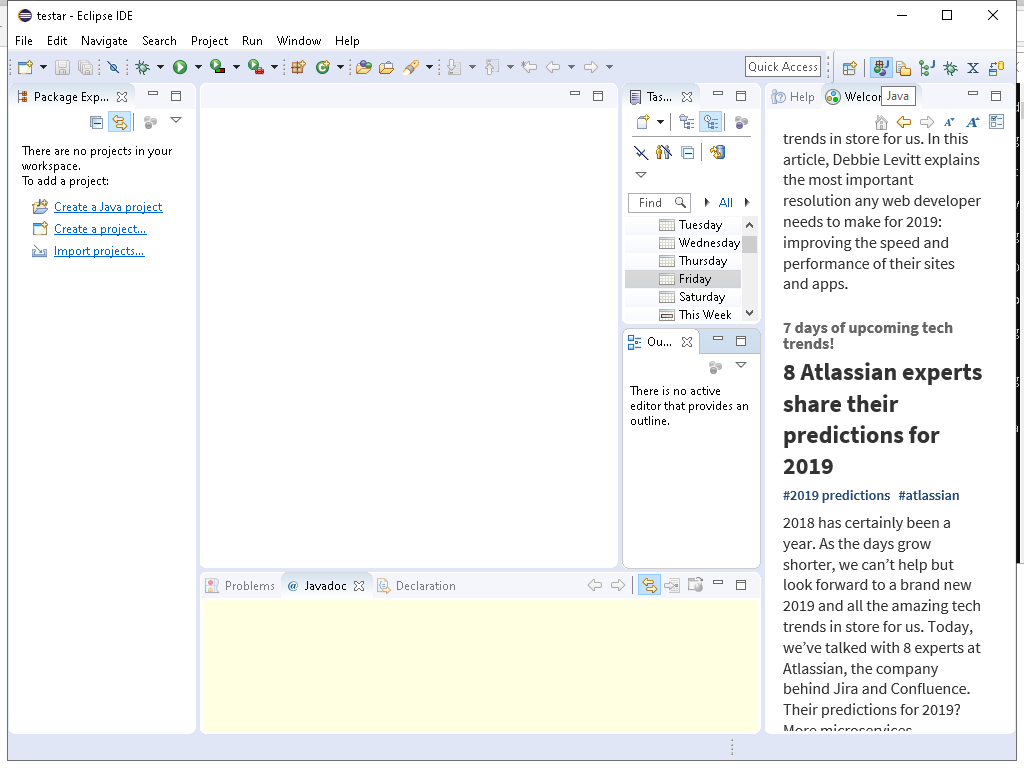 testar - Eclipse IDE
File Edit Navigate Search Project Run Window Help
Quick Access
Package Exp...
There are no projects in your
workspace.
To add a project:
Create a Java project
Create a project...
Import projects...
Tas...
Find
All
Tuesday
Wednesday
Thursday
Friday
Saturday
This Week
Ou...
There is no active
editor that provides an
outline.
Problems
@ Javadoc
Declaration
Help
Java
trends in store for us. In this
article, Debbie Levitt explains
the most important
resolution any web developer
needs to make for 2019:
improving the speed and
performance of their sites
and apps.
7 days of upcoming tech
trends!
8 Atlassian experts
share their
predictions for
2019
#2019 predictions #atlassian
2018 has certainly been a
year. As the days grow
shorter, we can’t help but
look forward to a brand new
2019 and all the amazing tech
trends in store for us. Today,
we’ve talked with 8 experts at
Atlassian, the company
behind Jira and Confluence.
Their predictions for 2019?
More microservices